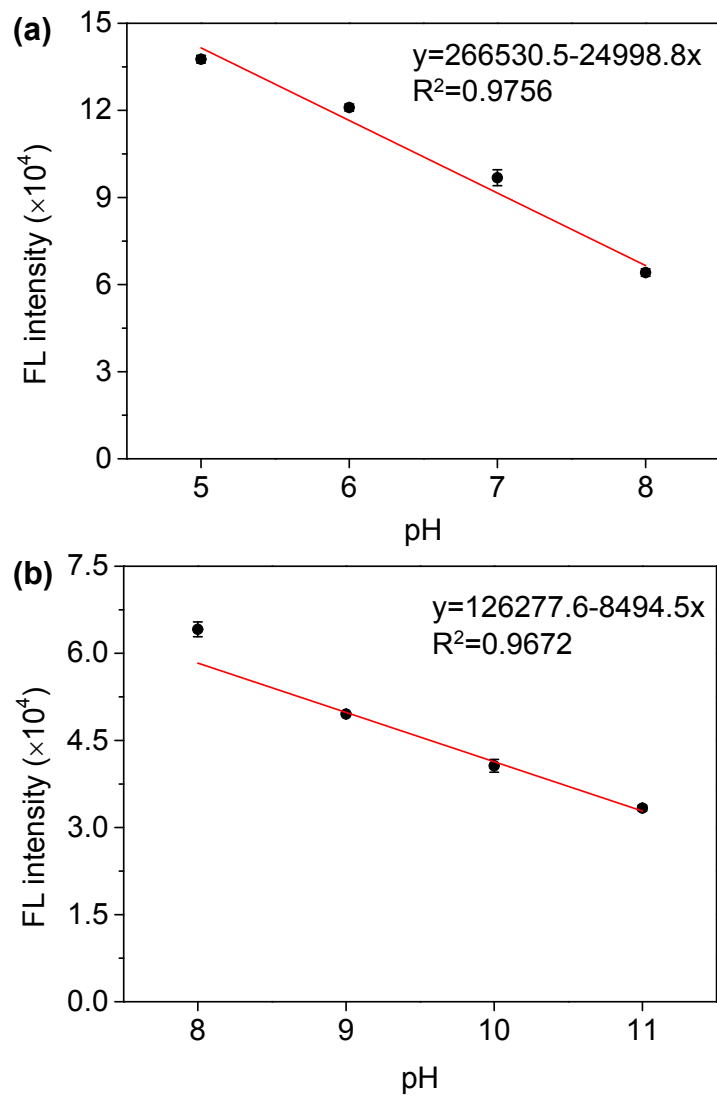 (a)
y=266530.5-24998.8x
R²=0.9756
FL intensity (×10⁴)
15
12
9
6
3
0
5 6 7 8
pH
(b)
y=126277.6-8494.5x
R²=0.9672
FL intensity (×10⁴)
7.5
6.0
4.5
3.0
1.5
0.0
8 9 10 11
pH